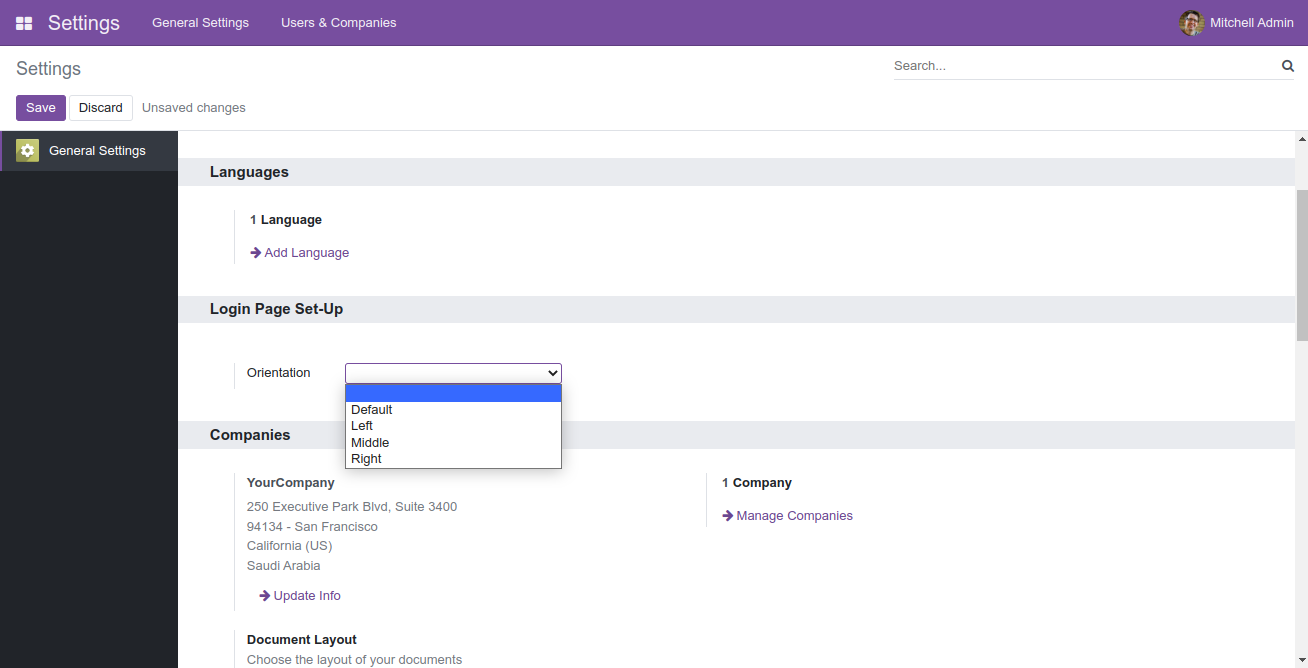 Settings General Settings Users & Companies Mitchell Admin
Settings Search...
Save Discard Unsaved changes
General Settings
Languages
1 Language
Add Language
Login Page Set-Up
Orientation
Default
Left
Middle
Right
Companies
YourCompany 1 Company
250 Executive Park Blvd, Suite 3400
Manage Companies
94134 - San Francisco
California (US)
Saudi Arabia
Update Info
Document Layout
Choose the layout of your documents